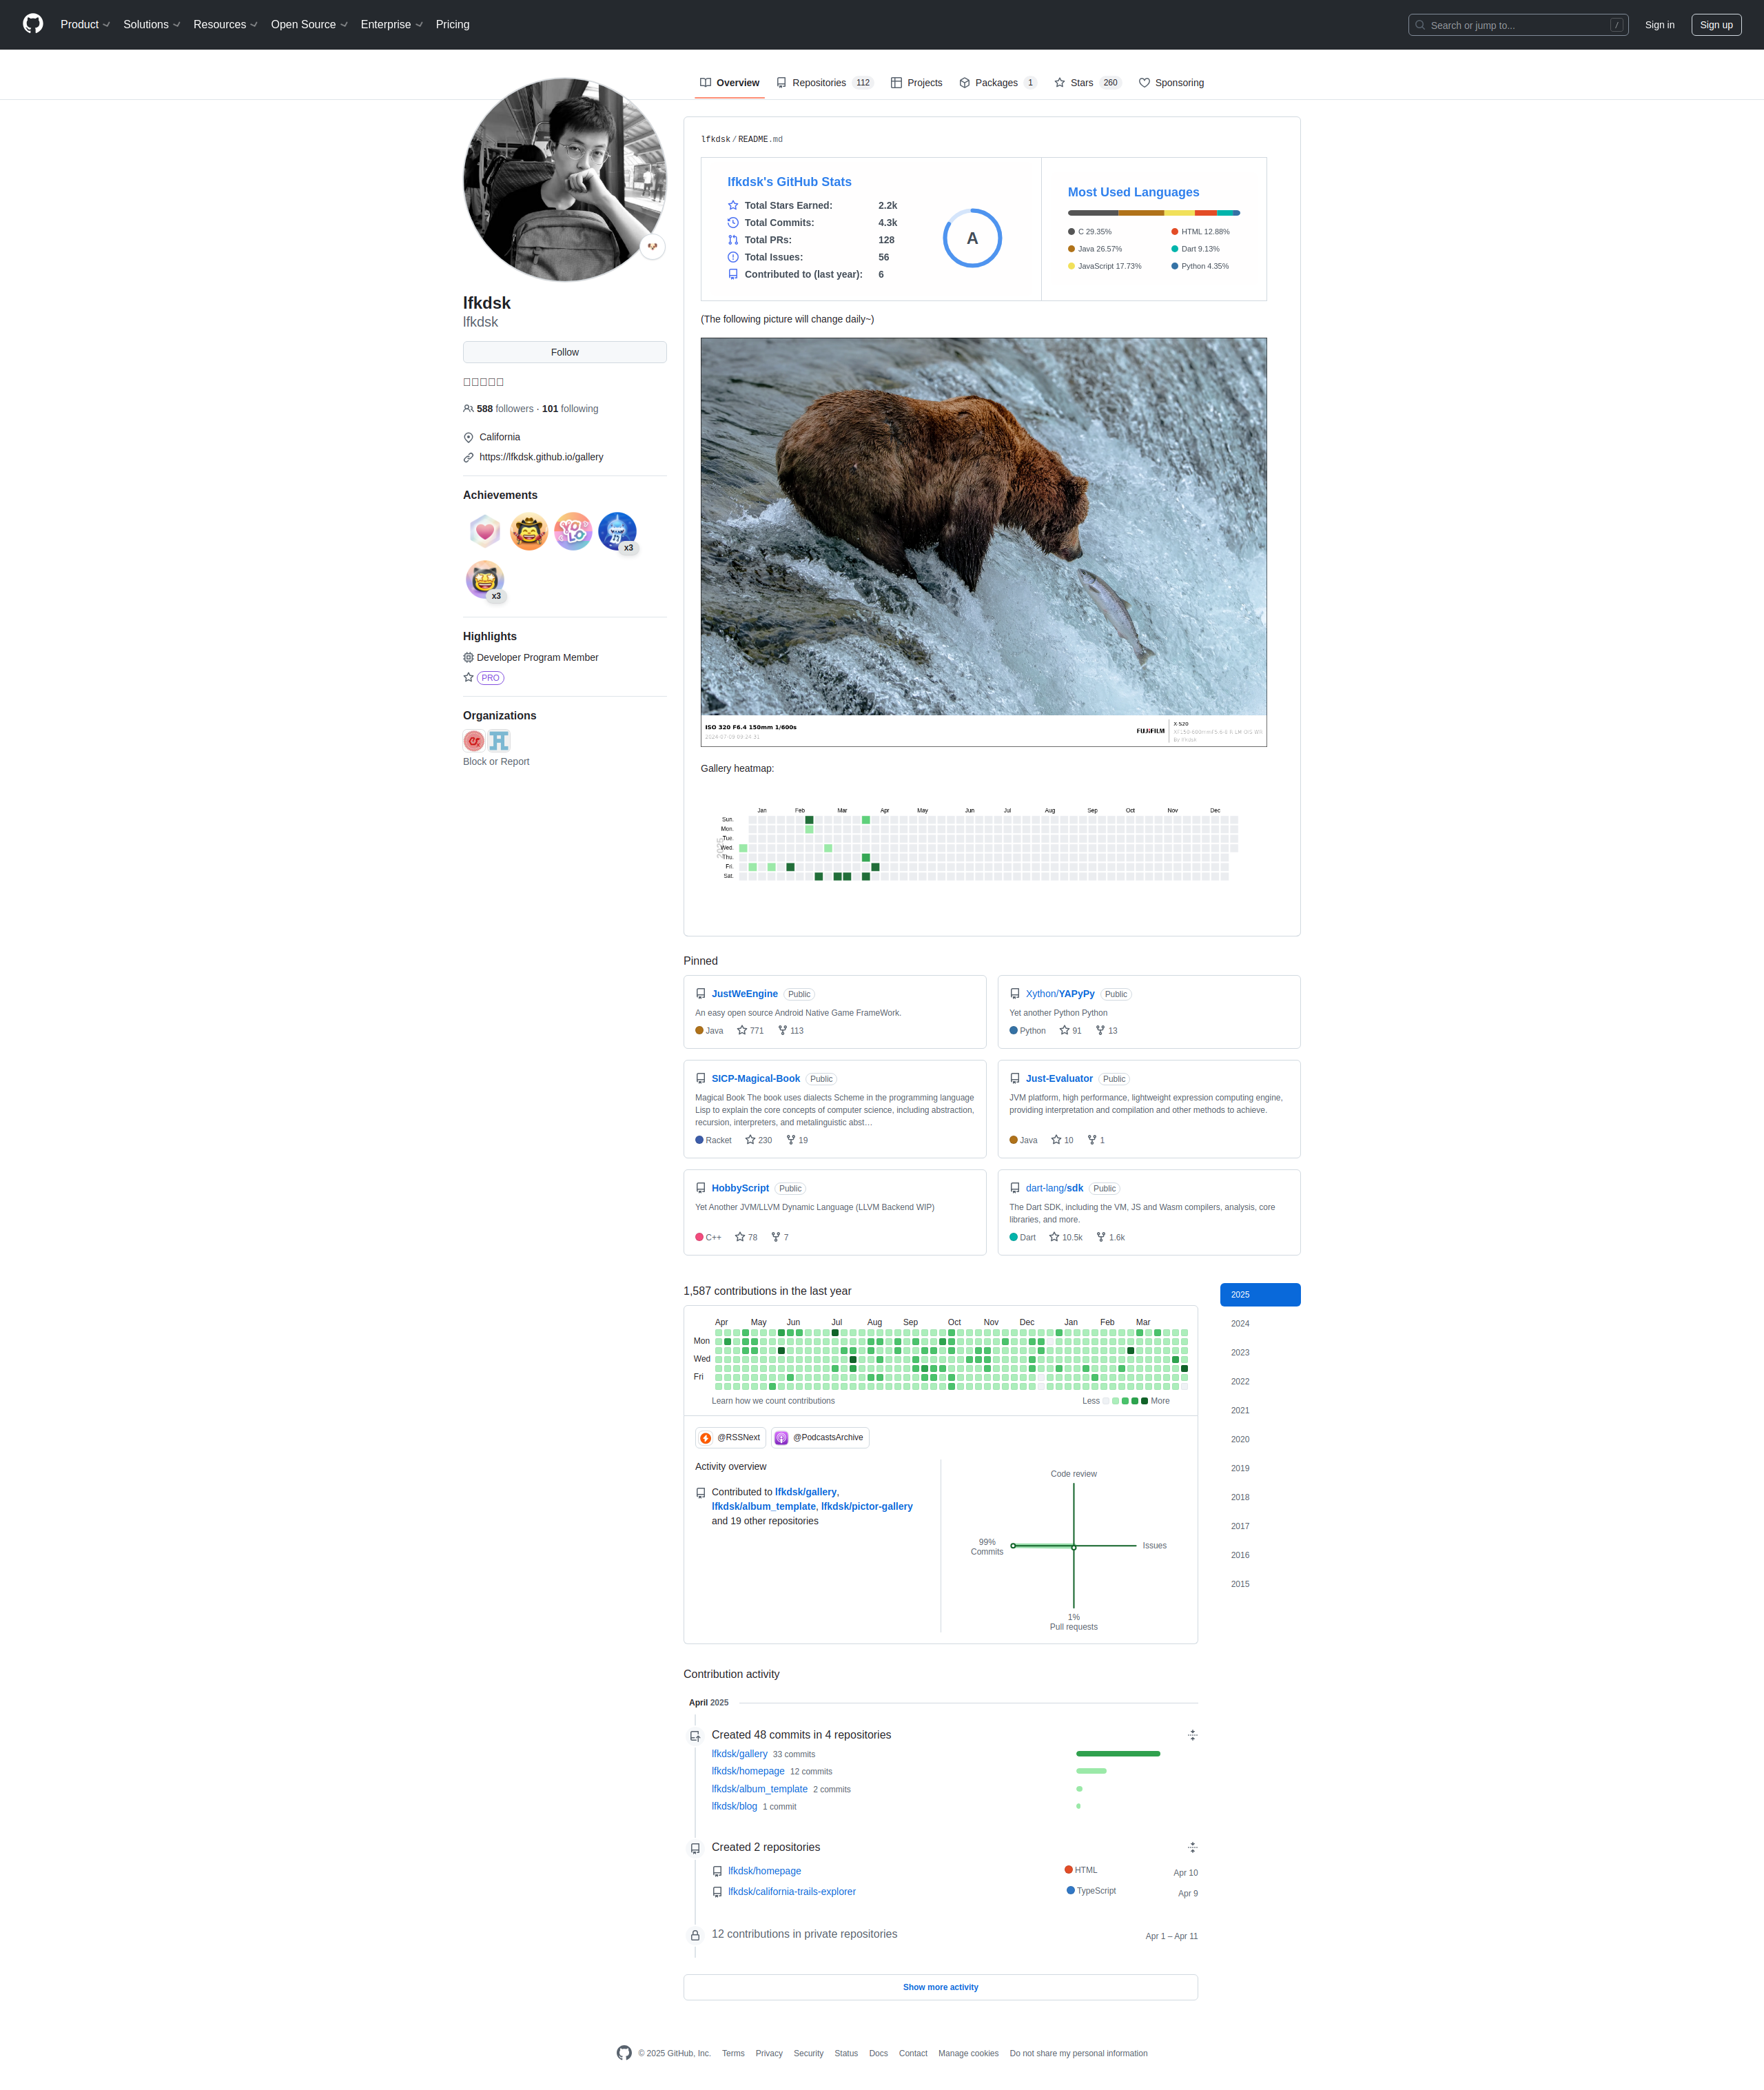 Product Solutions Resources Open Source Enterprise Pricing
Search or jump to... /
Sign in Sign up
Overview Repositories 112 Projects Packages 1 Stars 260 Sponsoring
lfkdsk
lfkdsk
Follow
588 followers · 101 following
California
https://lfkdsk.github.io/gallery
Achievements
YOLO
x3
x3
Highlights
Developer Program Member
PRO
Organizations
Block or Report
lfkdsk / README.md
lfkdsk's GitHub Stats
Total Stars Earned: 2.2k
Total Commits: 4.3k
Total PRs: 128
Total Issues: 56
Contributed to (last year): 6
A
Most Used Languages
C 29.35% HTML 12.88%
Java 26.57% Dart 9.13%
JavaScript 17.73% Python 4.35%
(The following picture will change daily~)
ISO 320 F6.4 150mm 1/600s
FUJIFILM
Gallery heatmap:
Jan Feb Mar Apr May Jun Jul Aug Sep Oct Nov Dec
Sun.
Mon.
Tue.
Wed.
Thu.
Fri.
Sat.
Pinned
JustWeEngine Public
An easy open source Android Native Game FrameWork.
Java 771 113
Xython/YAPyPy Public
Yet another Python Python
Python 91 13
SICP-Magical-Book Public
Magical Book The book uses dialects Scheme in the programming language
Lisp to explain the core concepts of computer science, including abstraction,
recursion, interpreters, and metalinguistic abst…
Racket 230 19
Just-Evaluator Public
JVM platform, high performance, lightweight expression computing engine,
providing interpretation and compilation and other methods to achieve.
Java 10 1
HobbyScript Public
Yet Another JVM/LLVM Dynamic Language (LLVM Backend WIP)
C++ 78 7
dart-lang/sdk Public
The Dart SDK, including the VM, JS and Wasm compilers, analysis, core
libraries, and more.
Dart 10.5k 1.6k
1,587 contributions in the last year
Apr May Jun Jul Aug Sep Oct Nov Dec Jan Feb Mar
Mon
Wed
Fri
Learn how we count contributions
Less More
@RSSNext @PodcastsArchive
Activity overview
Contributed to lfkdsk/gallery,
lfkdsk/album_template, lfkdsk/pictor-gallery
and 19 other repositories
Code review
99%
Commits
Issues
1%
Pull requests
2025
2024
2023
2022
2021
2020
2019
2018
2017
2016
2015
Contribution activity
April 2025
Created 48 commits in 4 repositories
lfkdsk/gallery 33 commits
lfkdsk/homepage 12 commits
lfkdsk/album_template 2 commits
lfkdsk/blog 1 commit
Created 2 repositories
lfkdsk/homepage HTML Apr 10
lfkdsk/california-trails-explorer TypeScript Apr 9
12 contributions in private repositories Apr 1 – Apr 11
Show more activity
© 2025 GitHub, Inc. Terms Privacy Security Status Docs Contact Manage cookies Do not share my personal information